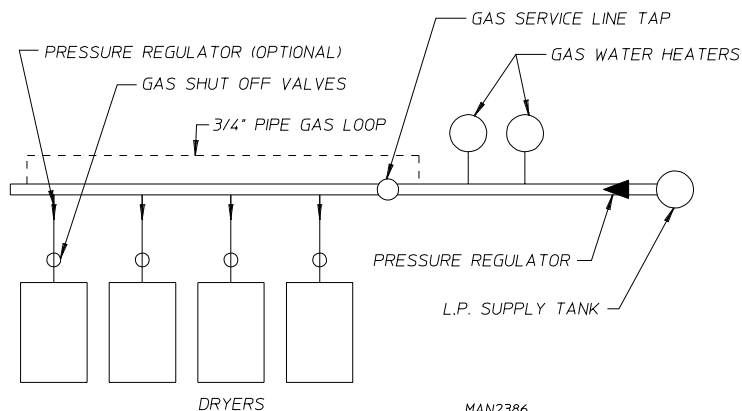 GAS SERVICE LINE TAP
PRESSURE REGULATOR (OPTIONAL)
GAS WATER HEATERS
GAS SHUT OFF VALVES
3/4" PIPE GAS LOOP
PRESSURE REGULATOR
L.P. SUPPLY TANK
DRYERS
MAN2386